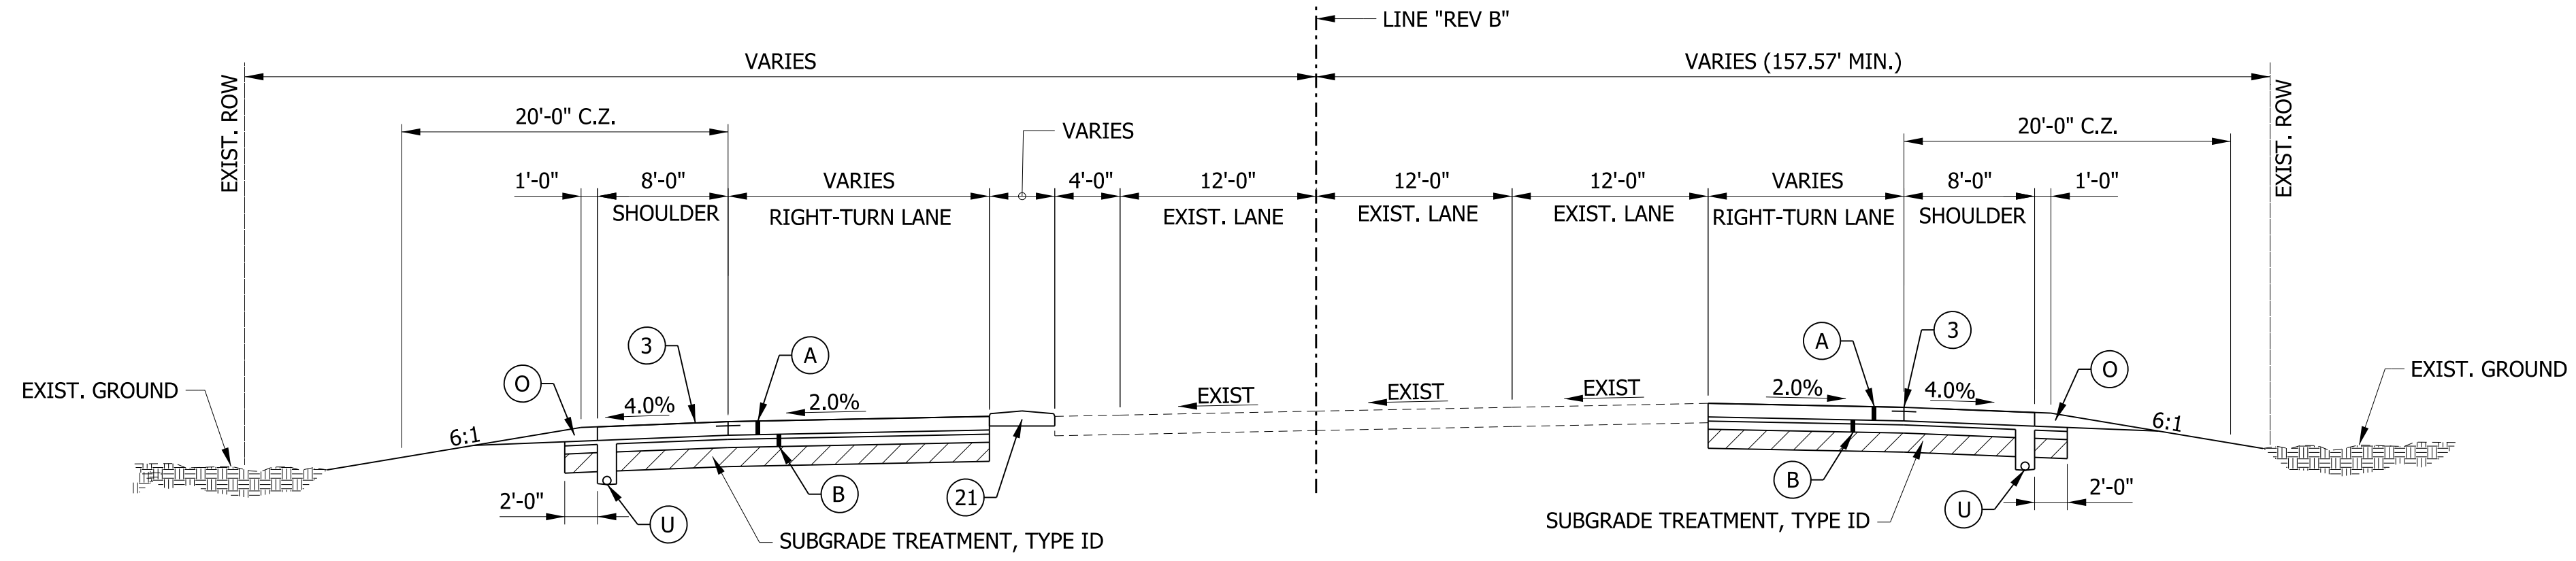 LINE "REV B"
VARIES
VARIES (157.57' MIN.)
EXIST. ROW
EXIST. ROW
20'-0" C.Z.
20'-0" C.Z.
VARIES
1'-0"
8'-0"
VARIES
4'-0"
12'-0"
12'-0"
12'-0"
VARIES
8'-0"
1'-0"
SHOULDER
RIGHT-TURN LANE
EXIST. LANE
EXIST. LANE
EXIST. LANE
RIGHT-TURN LANE
SHOULDER
3
A
A
3
EXIST. GROUND
O
4.0%
2.0%
EXIST
EXIST
EXIST
2.0%
4.0%
O
EXIST. GROUND
6:1
6:1
2'-0"
U
B
21
B
U
2'-0"
SUBGRADE TREATMENT, TYPE ID
SUBGRADE TREATMENT, TYPE ID